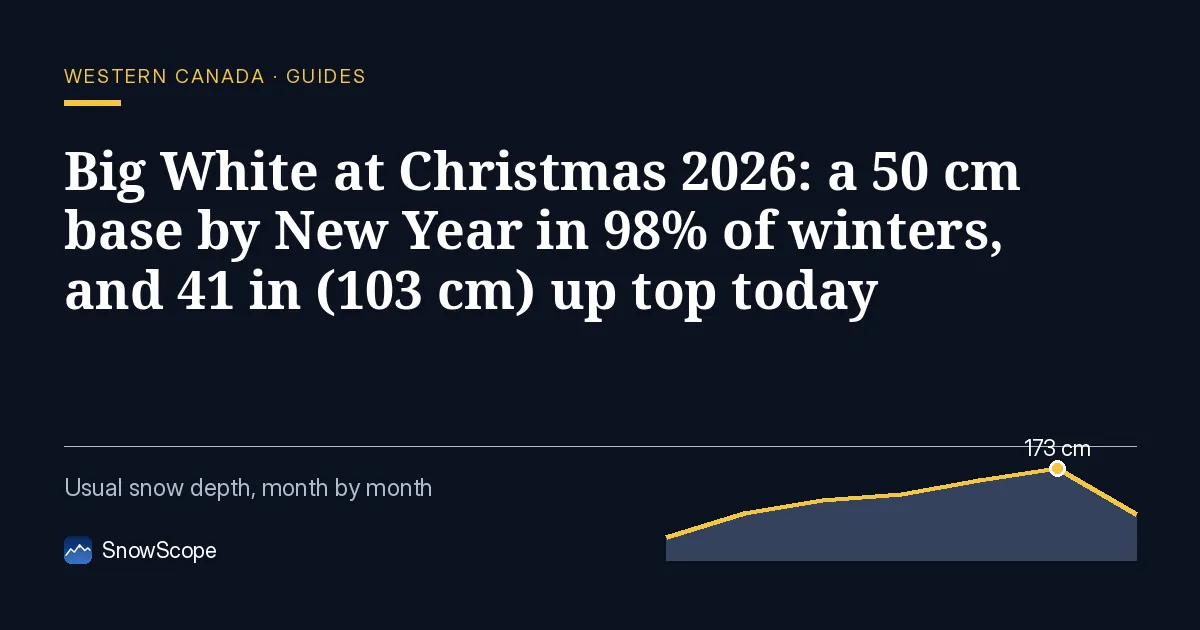 WESTERN CANADA · GUIDES
Big White at Christmas 2026: a 50 cm
base by New Year in 98% of winters,
and 41 in (103 cm) up top today
173 cm
Usual snow depth, month by month
SnowScope